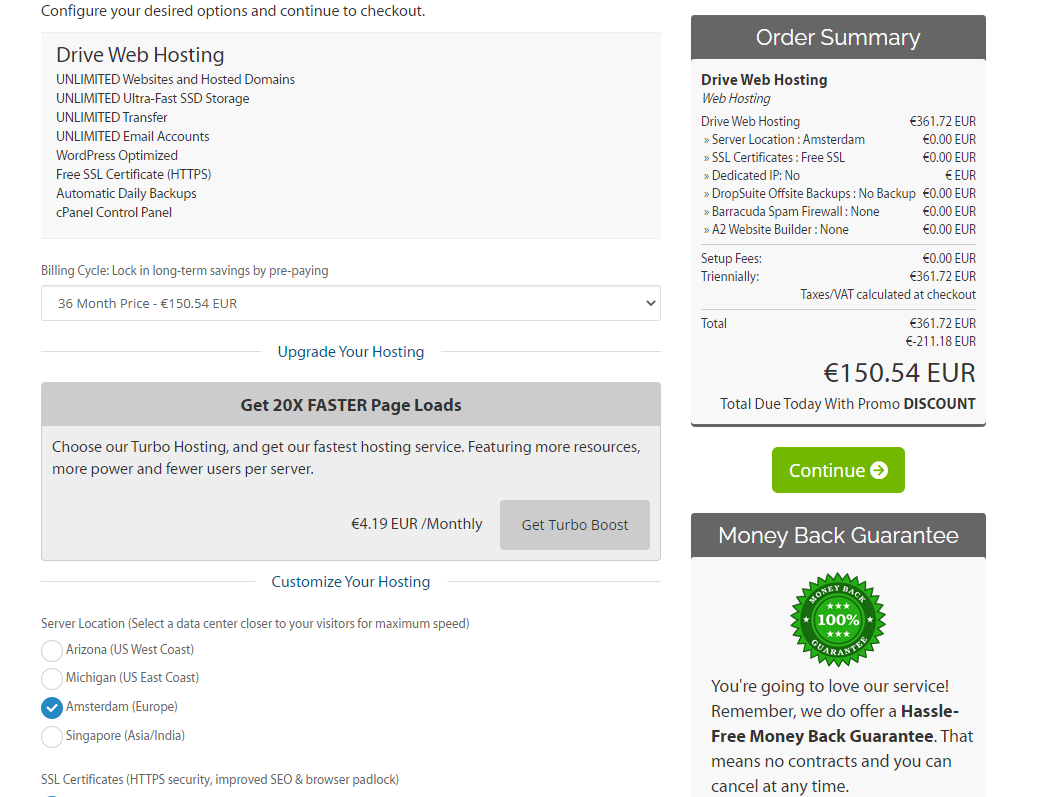 Configure your desired options and continue to checkout.
Drive Web Hosting
UNLIMITED Websites and Hosted Domains
UNLIMITED Ultra-Fast SSD Storage
UNLIMITED Transfer
UNLIMITED Email Accounts
WordPress Optimized
Free SSL Certificate (HTTPS)
Automatic Daily Backups
cPanel Control Panel
Billing Cycle: Lock in long-term savings by pre-paying
36 Month Price - €150.54 EUR
Upgrade Your Hosting
Get 20X FASTER Page Loads
Choose our Turbo Hosting, and get our fastest hosting service. Featuring more resources,
more power and fewer users per server.
€4.19 EUR /Monthly
Get Turbo Boost
Customize Your Hosting
Server Location (Select a data center closer to your visitors for maximum speed)
Arizona (US West Coast)
Michigan (US East Coast)
Amsterdam (Europe)
Singapore (Asia/India)
SSL Certificates (HTTPS security, improved SEO & browser padlock)
Order Summary
Drive Web Hosting
Web Hosting
Drive Web Hosting €361.72 EUR
» Server Location : Amsterdam €0.00 EUR
» SSL Certificates : Free SSL €0.00 EUR
» Dedicated IP: No € EUR
» DropSuite Offsite Backups : No Backup €0.00 EUR
» Barracuda Spam Firewall : None €0.00 EUR
» A2 Website Builder : None €0.00 EUR
Setup Fees: €0.00 EUR
Triennially: €361.72 EUR
Taxes/VAT calculated at checkout
Total €361.72 EUR
€-211.18 EUR
€150.54 EUR
Total Due Today With Promo DISCOUNT
Continue
Money Back Guarantee
MONEY BACK
100%
GUARANTEE
You're going to love our service!
Remember, we do offer a Hassle-
Free Money Back Guarantee. That
means no contracts and you can
cancel at any time.